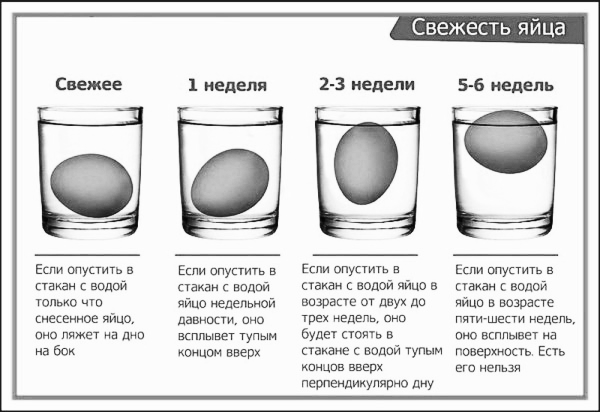 Свежесть яйца
Свежее
1 неделя
2-3 недели
5-6 недель
Если опустить в
стакан с водой
только что
снесенное яйцо,
оно ляжет на дно
на бок
Если опустить в
стакан с водой
яйцо недельной
давности, оно
всплывет тупым
концом вверх
Если опустить в
стакан с водой яйцо в
возрасте от двух до
трех недель, оно
будет стоять в
стакане с водой тупым
концов вверх
перпендикулярно дну
Если опустить в
стакан с водой
яйцо в возрасте
пяти-шести недель,
оно всплывет на
поверхность. Есть
его нельзя